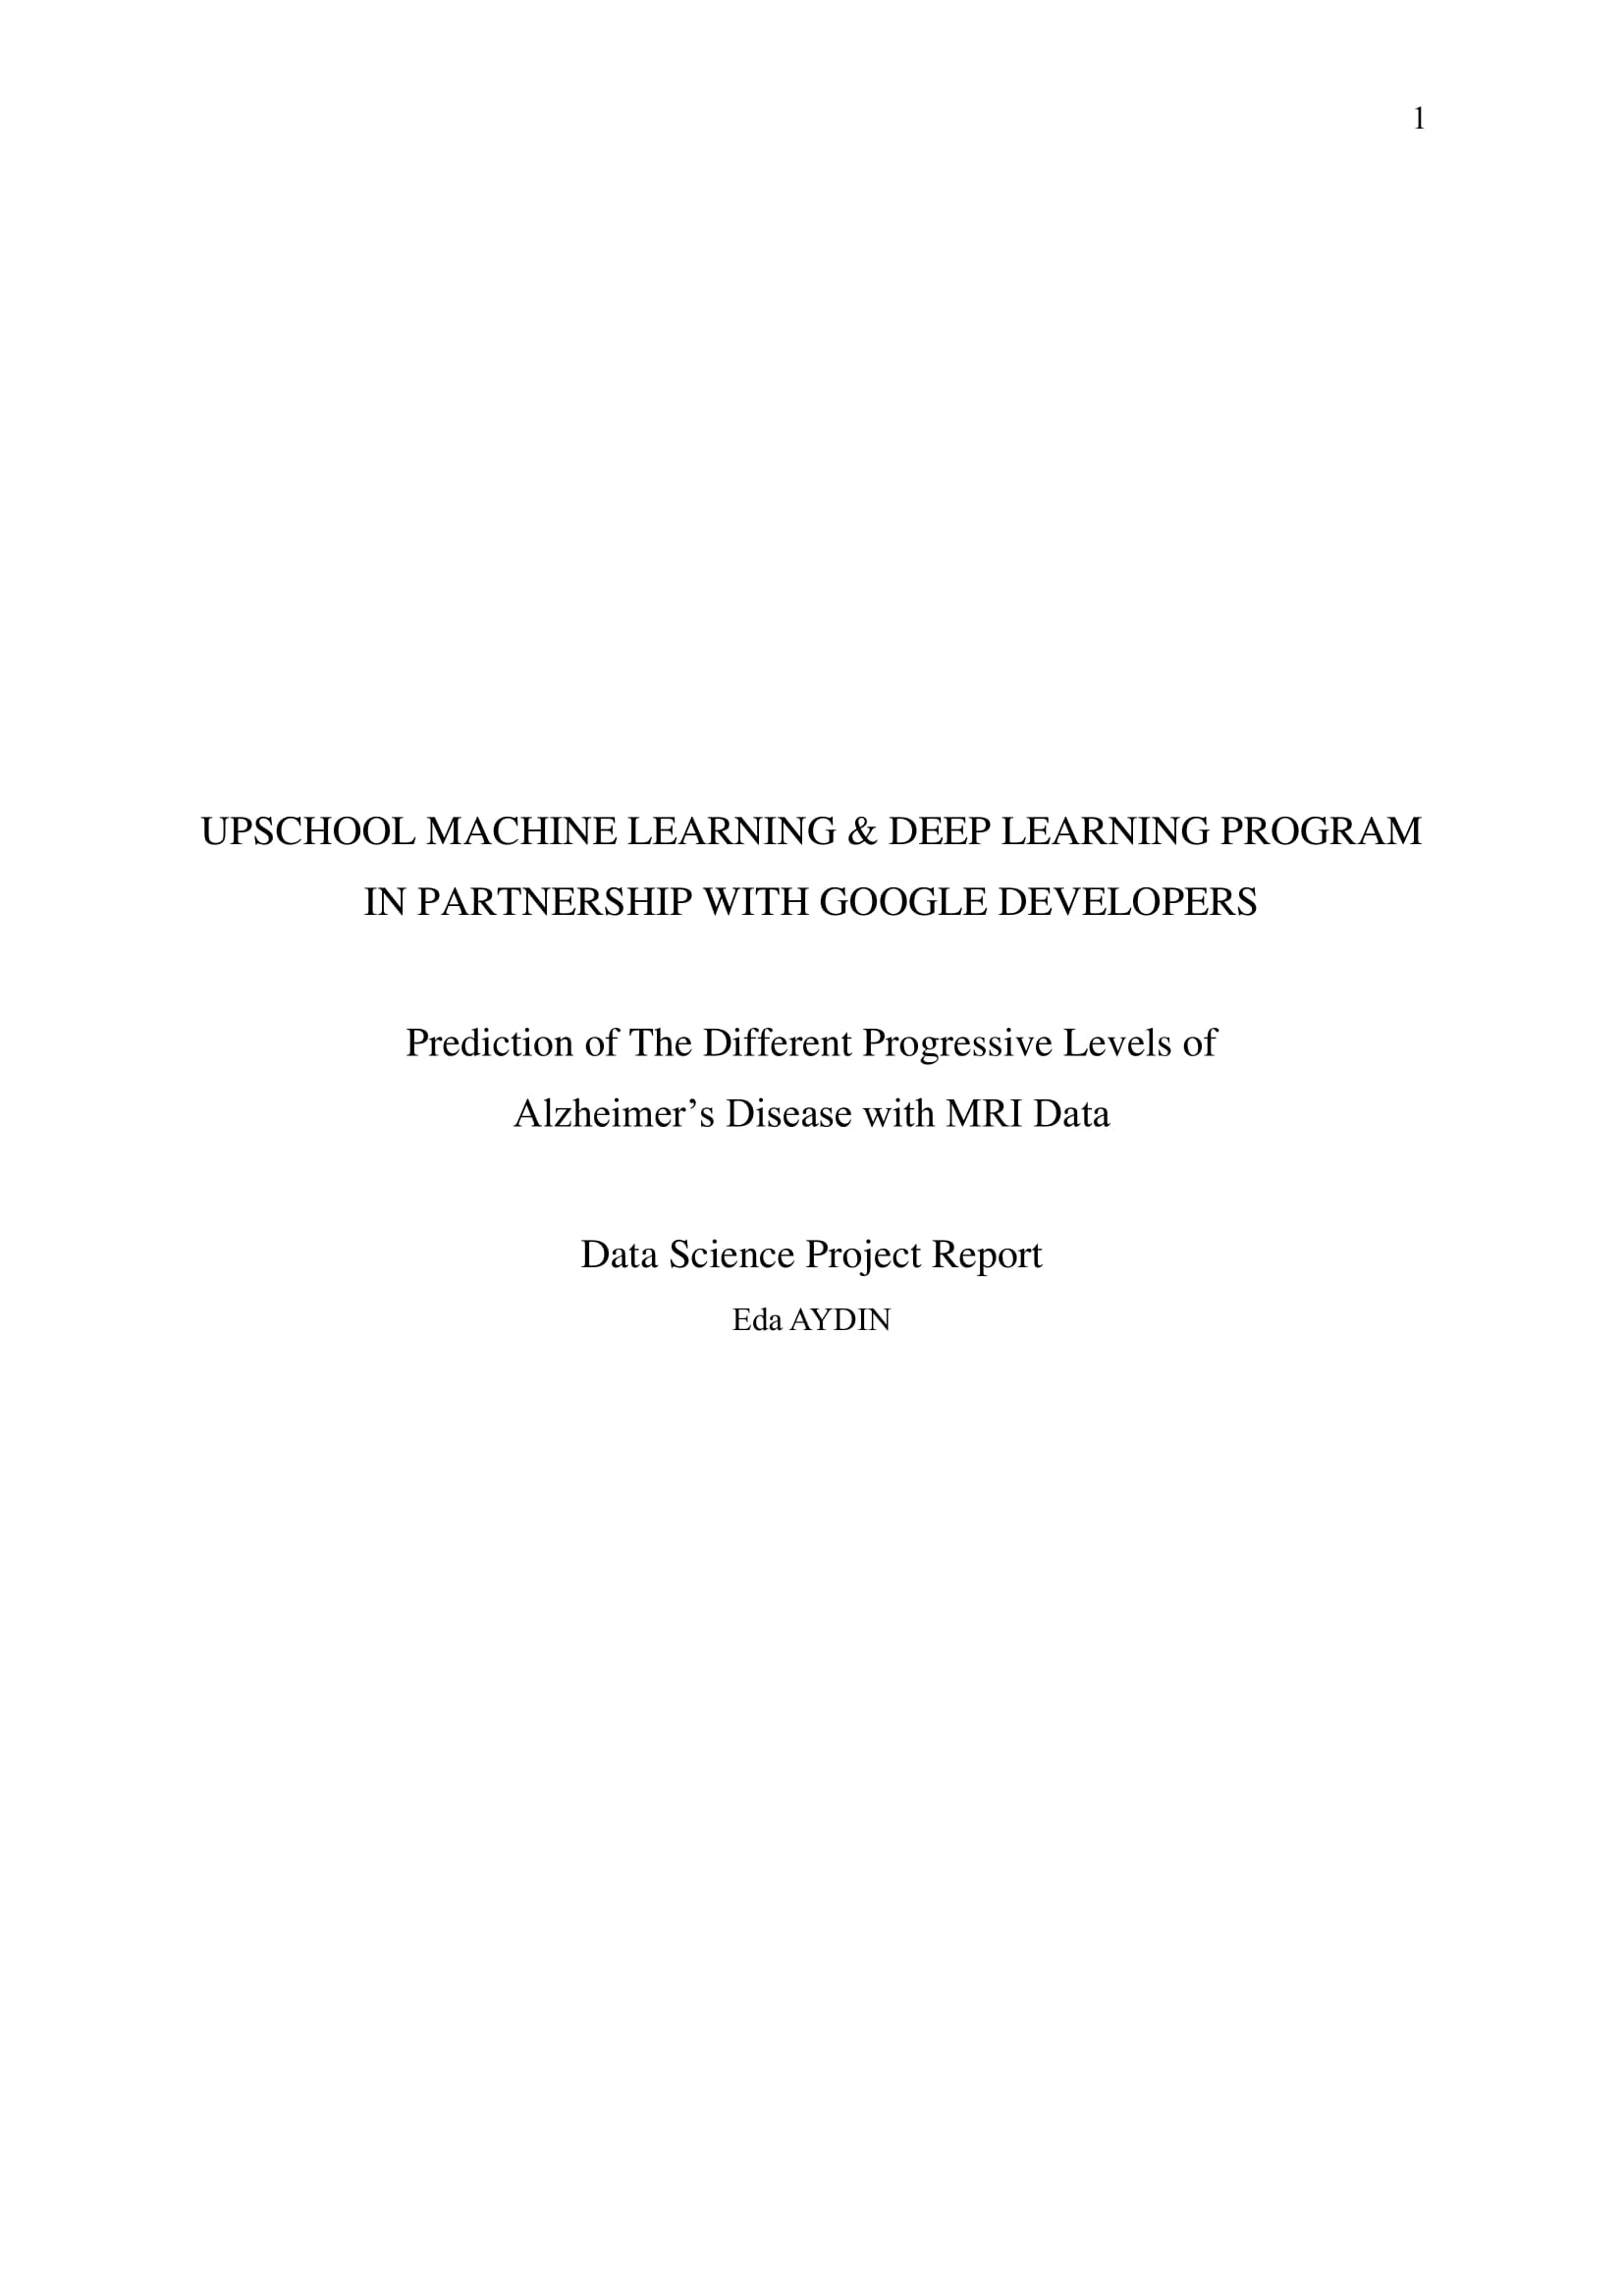 1
UPSCHOOL MACHINE LEARNING & DEEP LEARNING PROGRAM
IN PARTNERSHIP WITH GOOGLE DEVELOPERS
Prediction of The Different Progressive Levels of
Alzheimer’s Disease with MRI Data
Data Science Project Report
Eda AYDIN